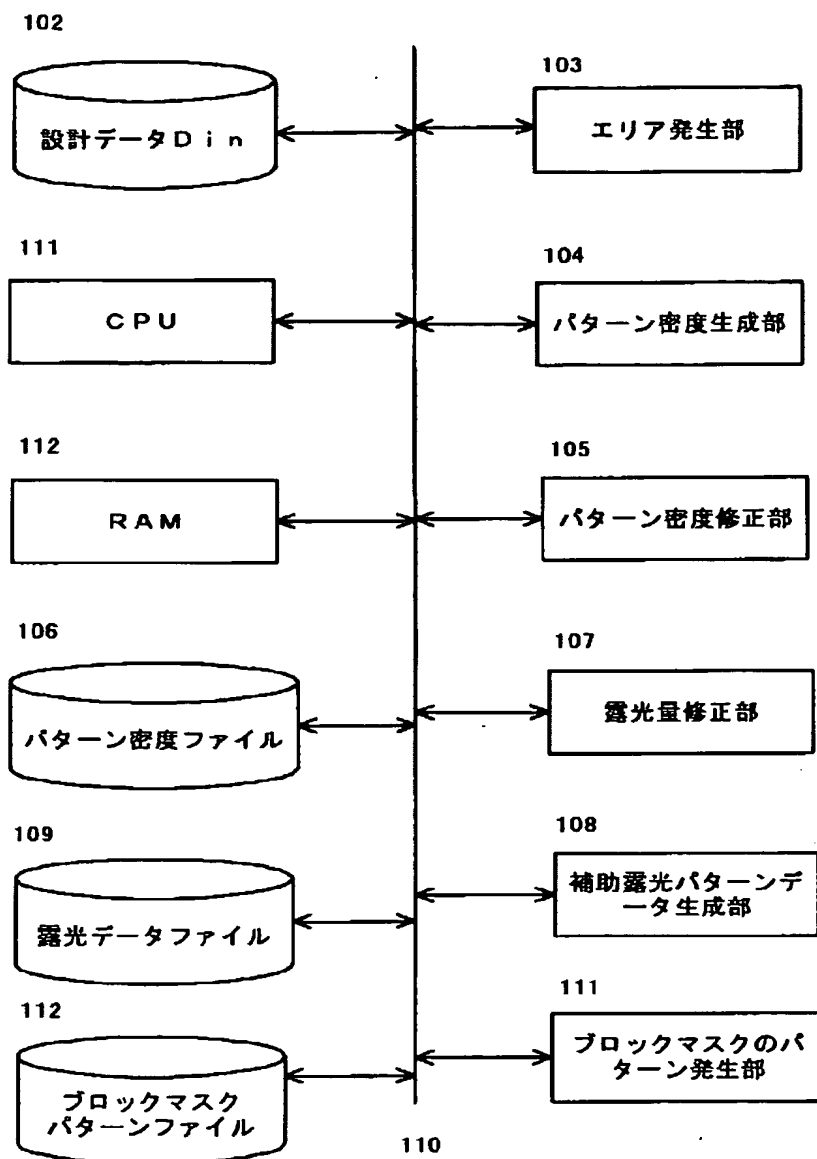 102
設計データDin
103
エリア発生部
111
CPU
104
パターン密度生成部
112
RAM
105
パターン密度修正部
106
パターン密度ファイル
107
露光量修正部
109
露光データファイル
108
補助露光パターンデ
ータ生成部
112
ブロックマスク
パターンファイル
111
ブロックマスクのパ
ターン発生部
110